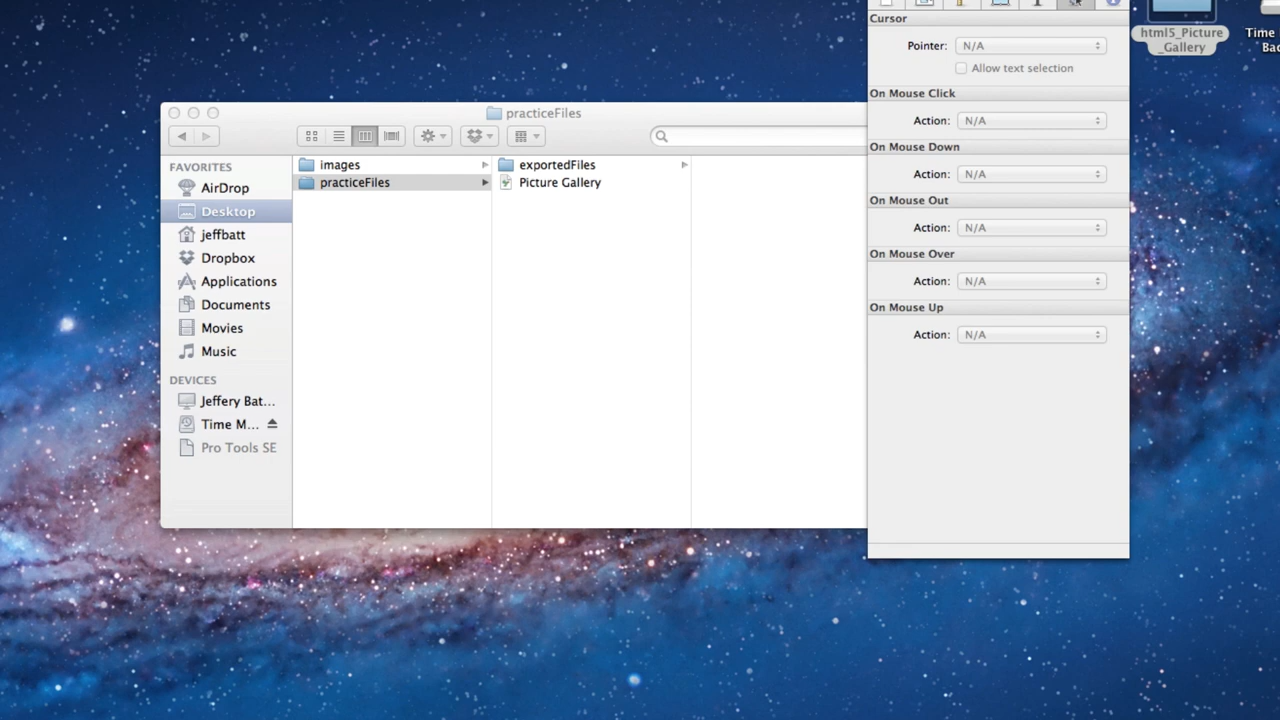 Cursor
Pointer: N/A
Allow text selection
On Mouse Click
Action: N/A
On Mouse Down
Action: N/A
On Mouse Out
Action: N/A
On Mouse Over
Action: N/A
On Mouse Up
Action: N/A
html5_Picture
_Gallery
Time
Bac
practiceFiles
FAVORITES
AirDrop
Desktop
jeffbatt
Dropbox
Applications
Documents
Movies
Music
DEVICES
Jeffery Bat...
Time M...
Pro Tools SE
images
practiceFiles
exportedFiles
Picture Gallery